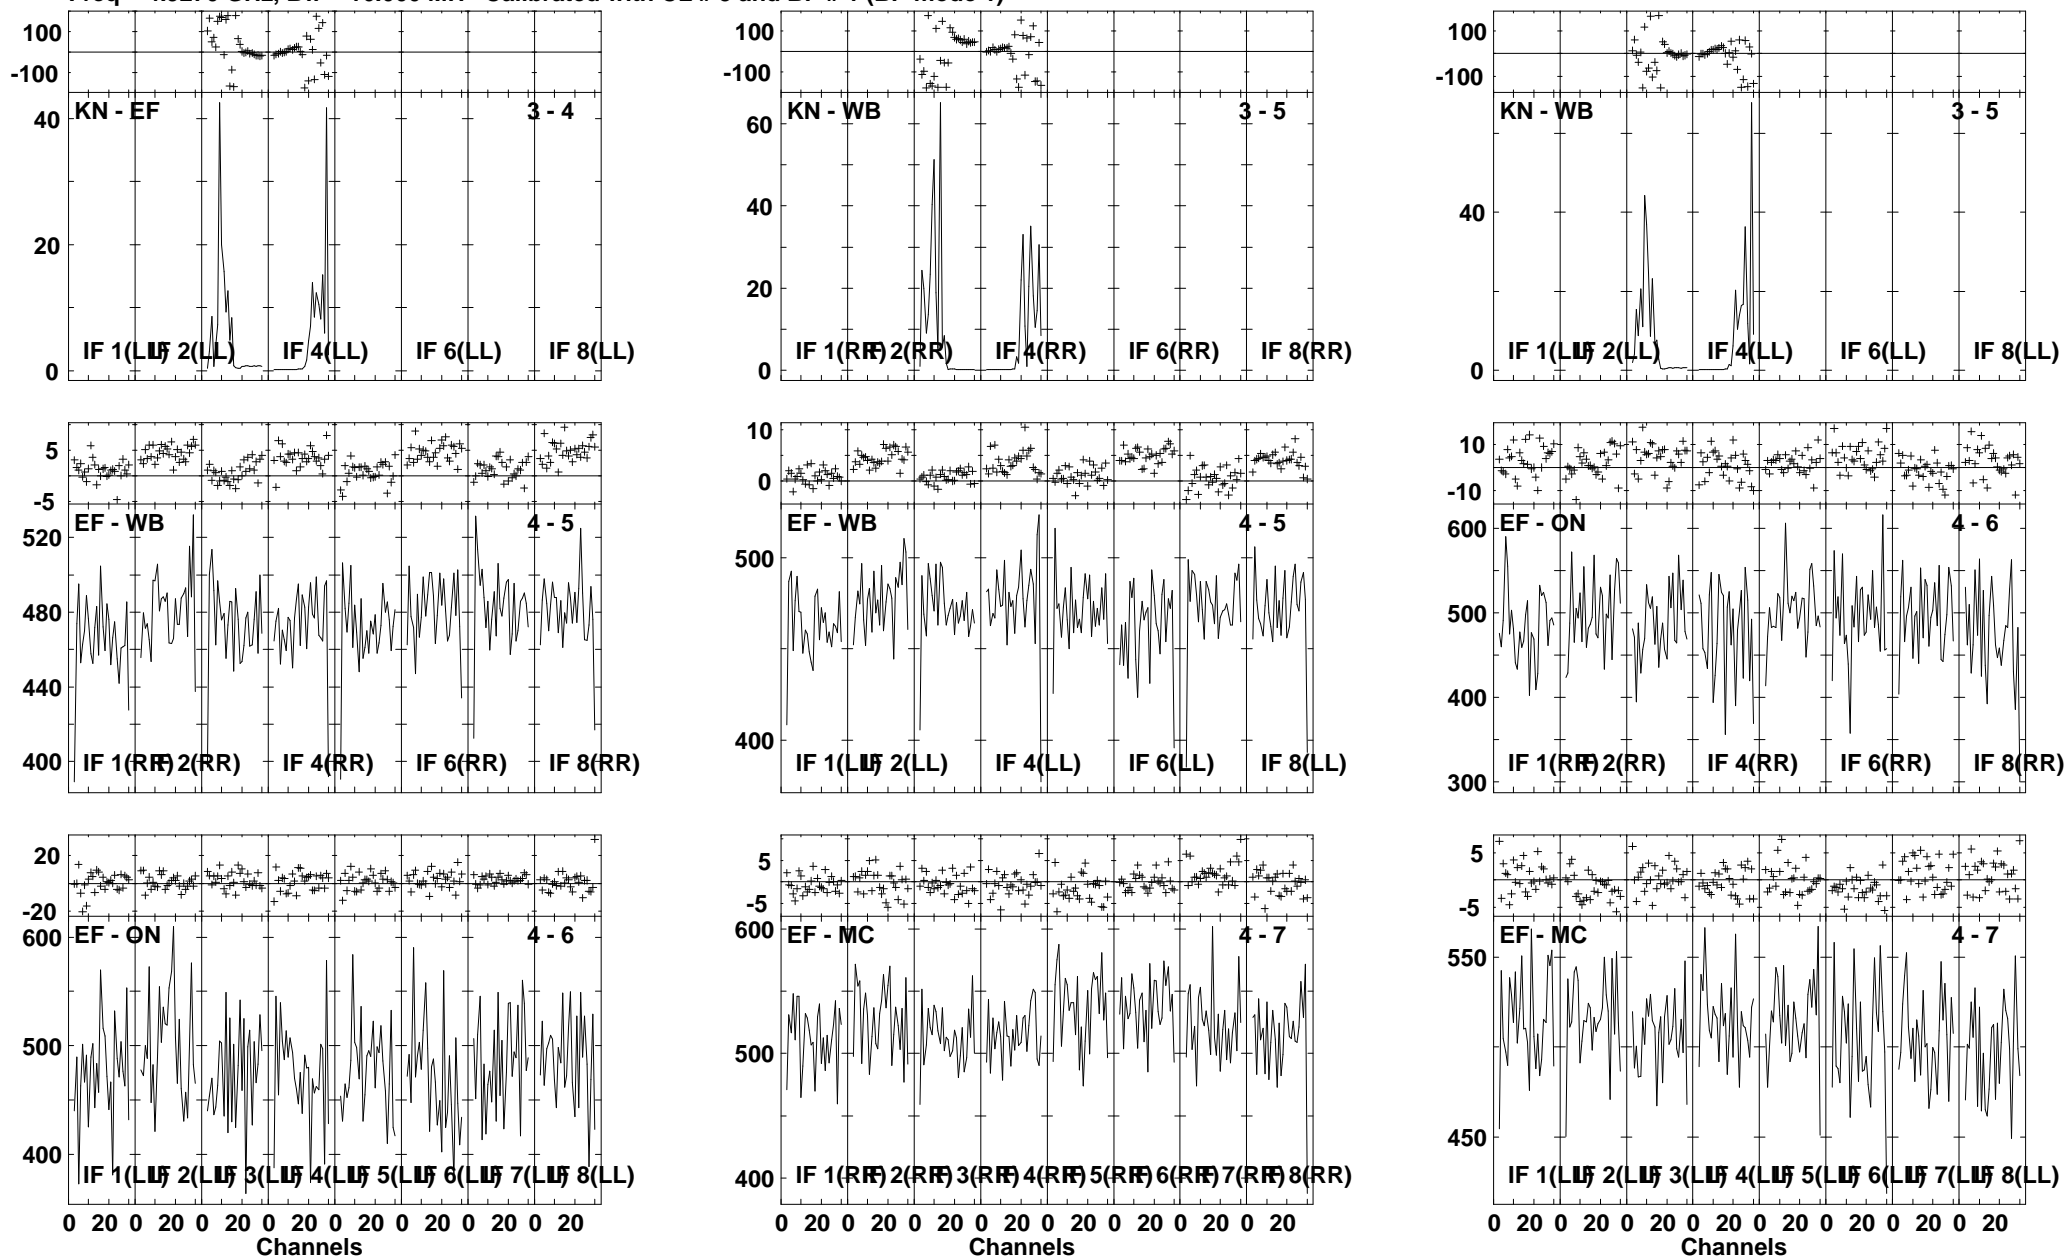 100
-100
KN - EF 3 - 4
40
20
0
IF 1(LL) IF 2(LL) IF 4(LL) IF 6(LL) IF 8(LL)
100
-100
KN - WB 3 - 5
60
40
20
0
IF 1(RR) IF 2(RR) IF 4(RR) IF 6(RR) IF 8(RR)
100
-100
KN - WB 3 - 5
40
0
IF 1(LL) IF 2(LL) IF 4(LL) IF 6(LL) IF 8(LL)
5
-5
EF - WB 4 - 5
520
480
440
400
IF 1(RR) IF 2(RR) IF 4(RR) IF 6(RR) IF 8(RR)
10
0
EF - WB 4 - 5
500
400
IF 1(LL) IF 2(LL) IF 4(LL) IF 6(LL) IF 8(LL)
10
-10
EF - ON 4 - 6
600
500
400
300
IF 1(RR) IF 2(RR) IF 4(RR) IF 6(RR) IF 8(RR)
20
-20
EF - ON 4 - 6
600
500
400
IF 1(LL) IF 2(LL) IF 3(LL) IF 4(LL) IF 5(LL) IF 6(LL) IF 7(LL) IF 8(LL)
0 20 0 20 0 20 0 20 0 20 0 20 0 20 0 20
Channels
5
-5
EF - MC 4 - 7
600
500
400
IF 1(RR) IF 2(RR) IF 3(RR) IF 4(RR) IF 5(RR) IF 6(RR) IF 7(RR) IF 8(RR)
0 20 0 20 0 20 0 20 0 20 0 20 0 20 0 20
Channels
5
-5
EF - MC 4 - 7
550
450
IF 1(LL) IF 2(LL) IF 3(LL) IF 4(LL) IF 5(LL) IF 6(LL) IF 7(LL) IF 8(LL)
0 20 0 20 0 20 0 20 0 20 0 20 0 20 0 20
Channels